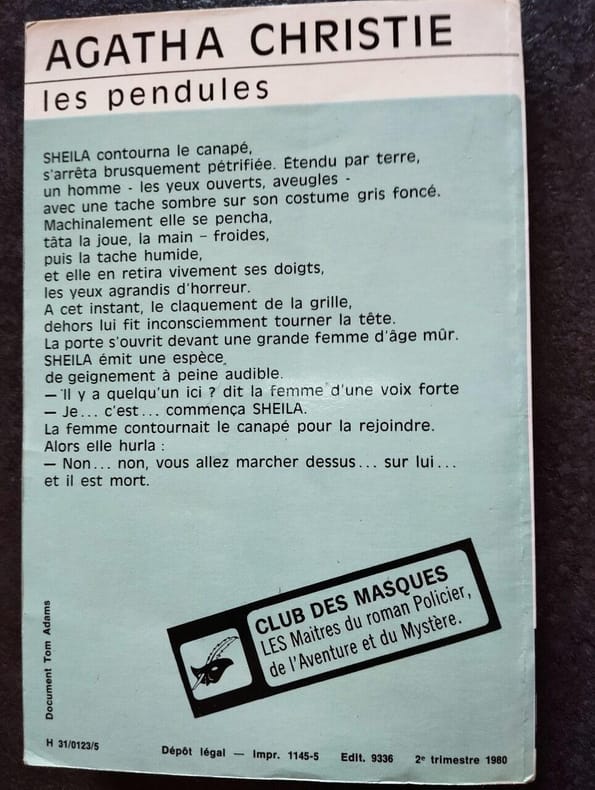 AGATHA CHRISTIE
les pendules
SHEILA contourna le canapé,
s'arrêta brusquement pétrifiée. Étendu par terre,
un homme - les yeux ouverts, aveugles -
avec une tache sombre sur son costume gris foncé.
Machinalement elle se pencha,
tâta la joue, la main – froides,
puis la tache humide,
et elle en retira vivement ses doigts,
les yeux agrandis d'horreur.
A cet instant, le claquement de la grille,
dehors lui fit inconsciemment tourner la tête.
La porte s'ouvrit devant une grande femme d'âge mûr.
SHEILA émit une espèce
de geignement à peine audible.
— Il y a quelqu'un ici ? dit la femme d'une voix forte
— Je... c'est... commença SHEILA.
La femme contournait le canapé pour la rejoindre.
Alors elle hurla :
— Non... non, vous allez marcher dessus... sur lui...
et il est mort.
CLUB DES MASQUES
LES Maitres du roman Policier,
de l'Aventure et du Mystère.
Document Tom Adams
H 31/0123/5
Dépôt légal — Impr. 1145-5 Edit. 9336 2e trimestre 1980